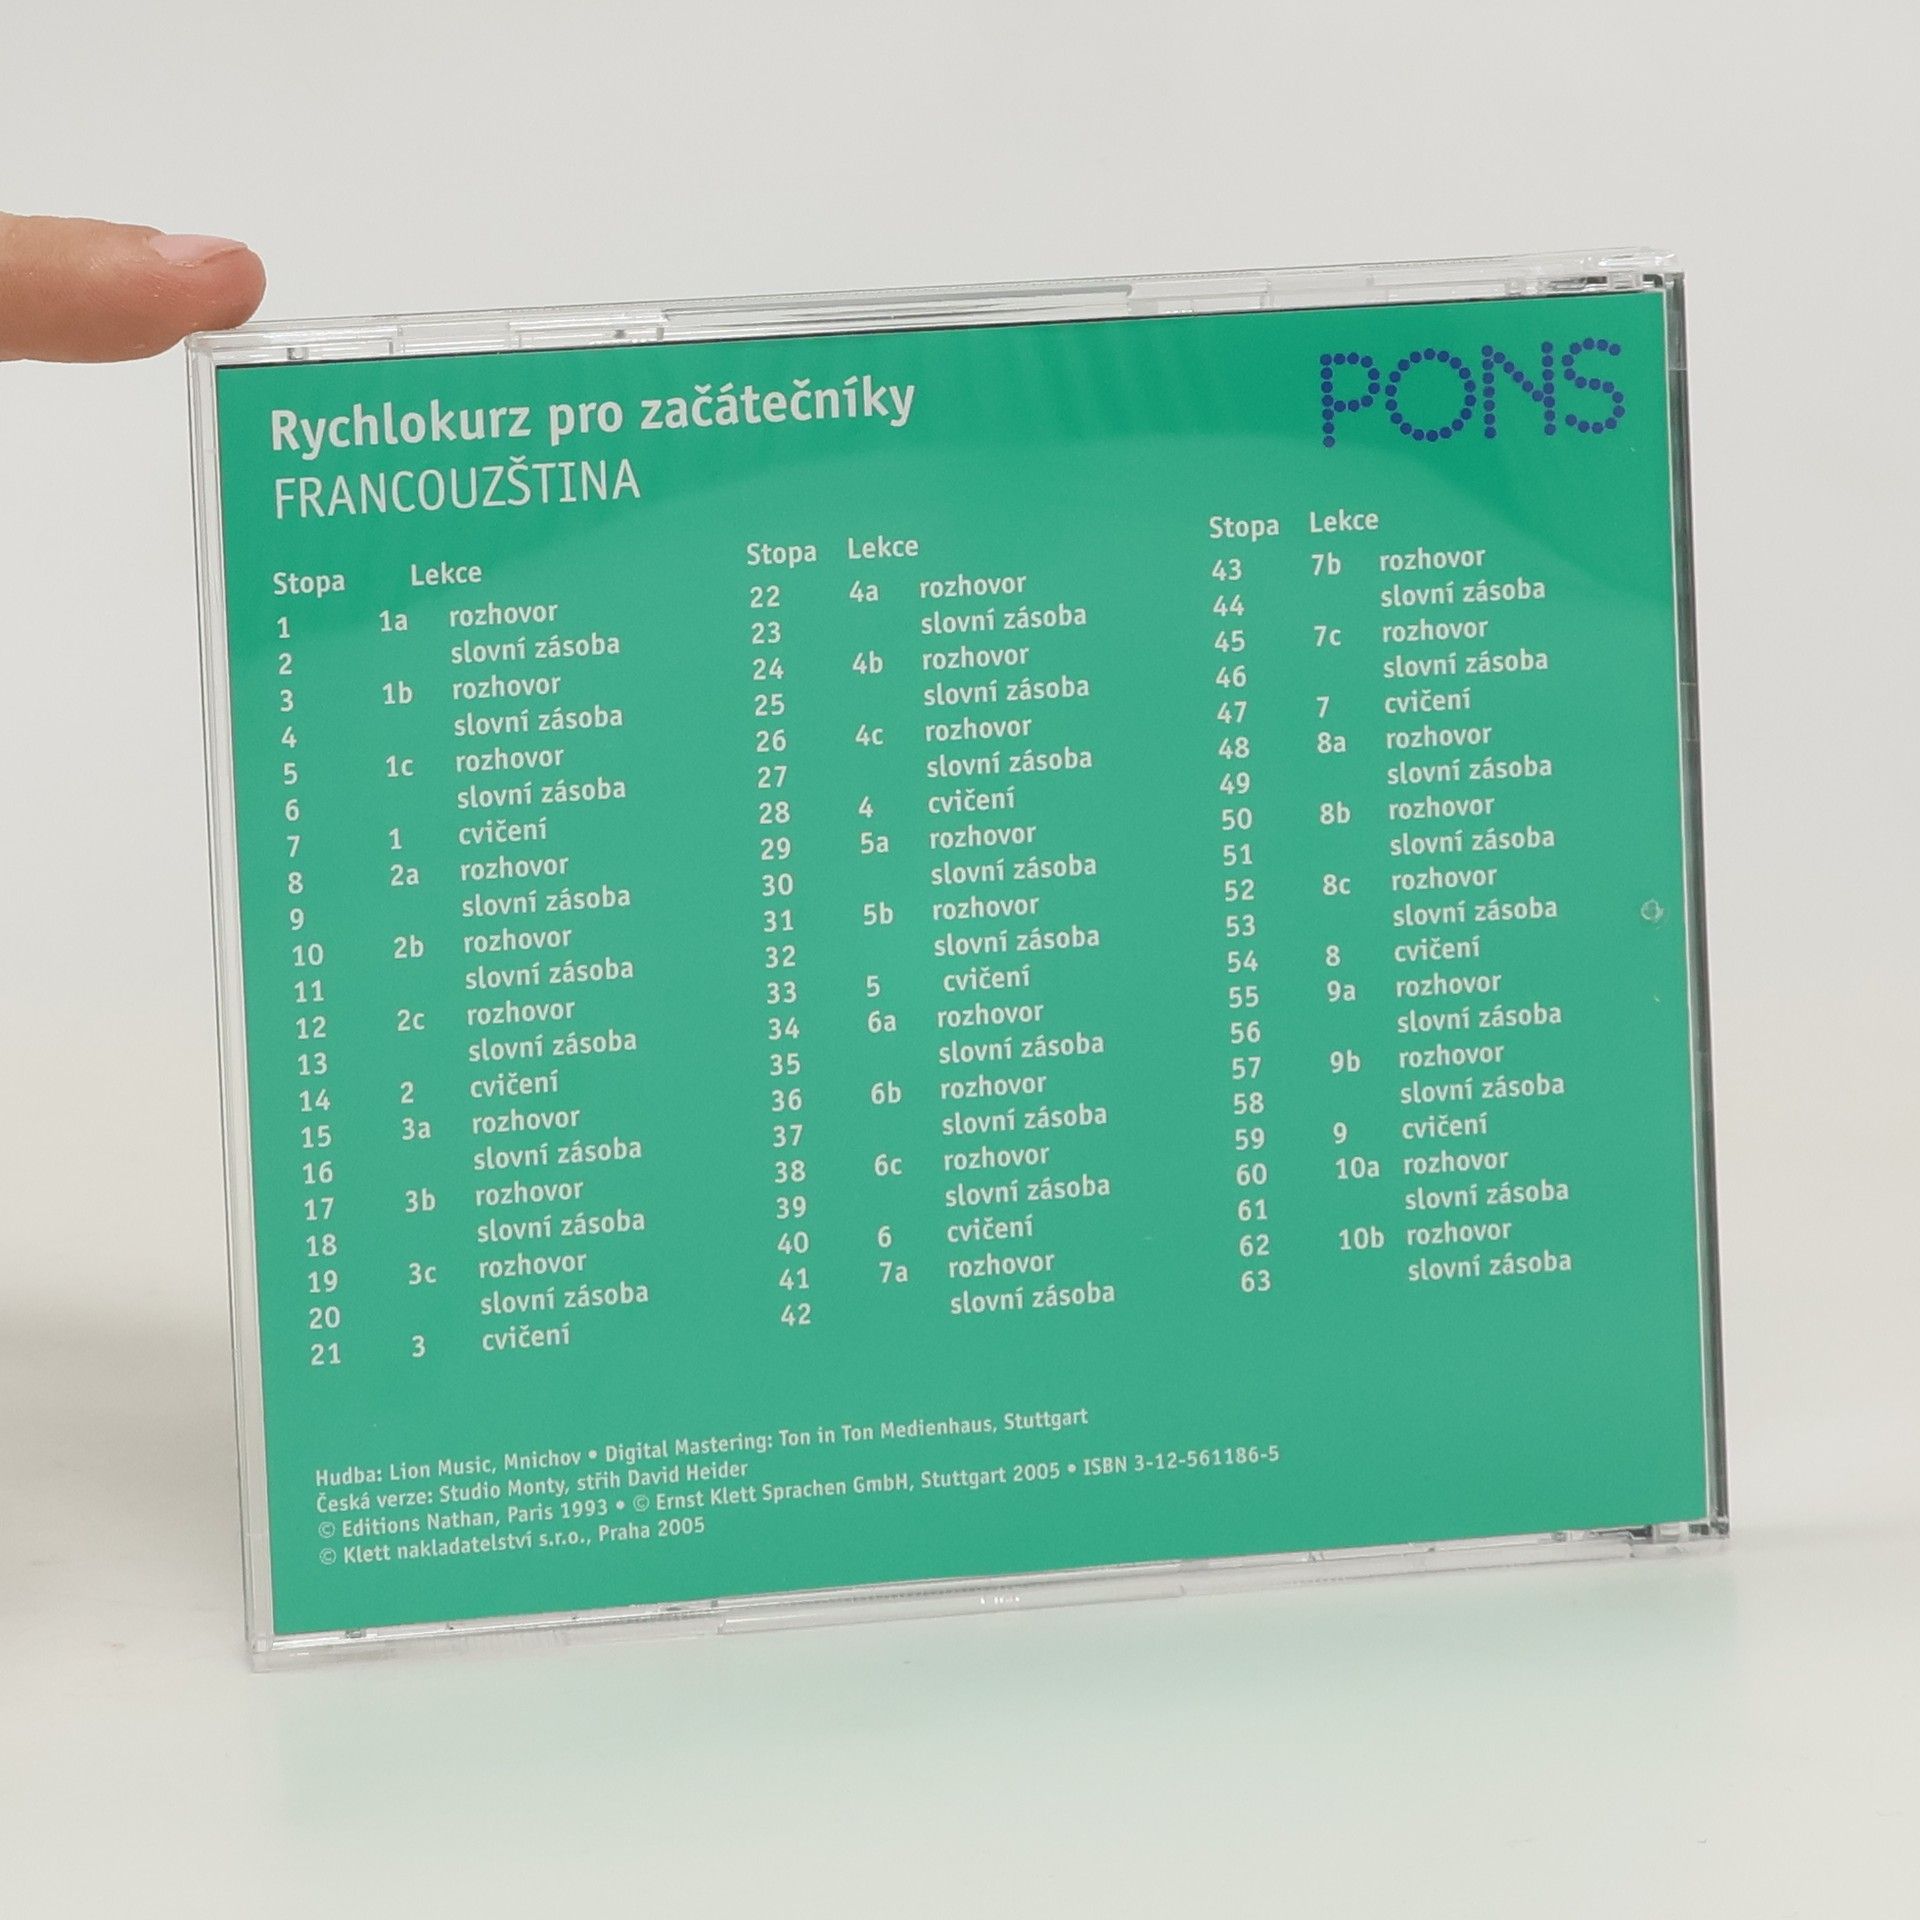 Rychlokurz pro začátečníky
FRANCOUZŠTINA
PONS
Stopa Lekce
1 1a rozhovor
2 slovní zásoba
3 1b rozhovor
4 slovní zásoba
5 1c rozhovor
6 slovní zásoba
7 1 cvičení
8 2a rozhovor
9 slovní zásoba
10 2b rozhovor
11 slovní zásoba
12 2c rozhovor
13 slovní zásoba
14 2 cvičení
15 3a rozhovor
16 slovní zásoba
17 3b rozhovor
18 slovní zásoba
19 3c rozhovor
20 slovní zásoba
21 3 cvičení
Stopa Lekce
22 4a rozhovor
23 slovní zásoba
24 4b rozhovor
25 slovní zásoba
26 4c rozhovor
27 slovní zásoba
28 4 cvičení
29 5a rozhovor
30 slovní zásoba
31 5b rozhovor
32 slovní zásoba
33 5 cvičení
34 6a rozhovor
35 slovní zásoba
36 6b rozhovor
37 slovní zásoba
38 6c rozhovor
39 slovní zásoba
40 6 cvičení
41 7a rozhovor
42 slovní zásoba
Stopa Lekce
43 7b rozhovor
44 slovní zásoba
45 7c rozhovor
46 slovní zásoba
47 7 cvičení
48 8a rozhovor
49 slovní zásoba
50 8b rozhovor
51 slovní zásoba
52 8c rozhovor
53 slovní zásoba
54 8 cvičení
55 9a rozhovor
56 slovní zásoba
57 9b rozhovor
58 slovní zásoba
59 9 cvičení
60 10a rozhovor
61 slovní zásoba
62 10b rozhovor
63 slovní zásoba
Hudba: Lion Music, Mnichov • Digital Mastering: Ton in Ton Medienhaus, Stuttgart
Česká verze: Studio Monty, střih David Heider
© Editions Nathan, Paris 1993 • © Ernst Klett Sprachen GmbH, Stuttgart 2005 • ISBN 3-12-561186-5
© Klett nakladatelství s.r.o., Praha 2005